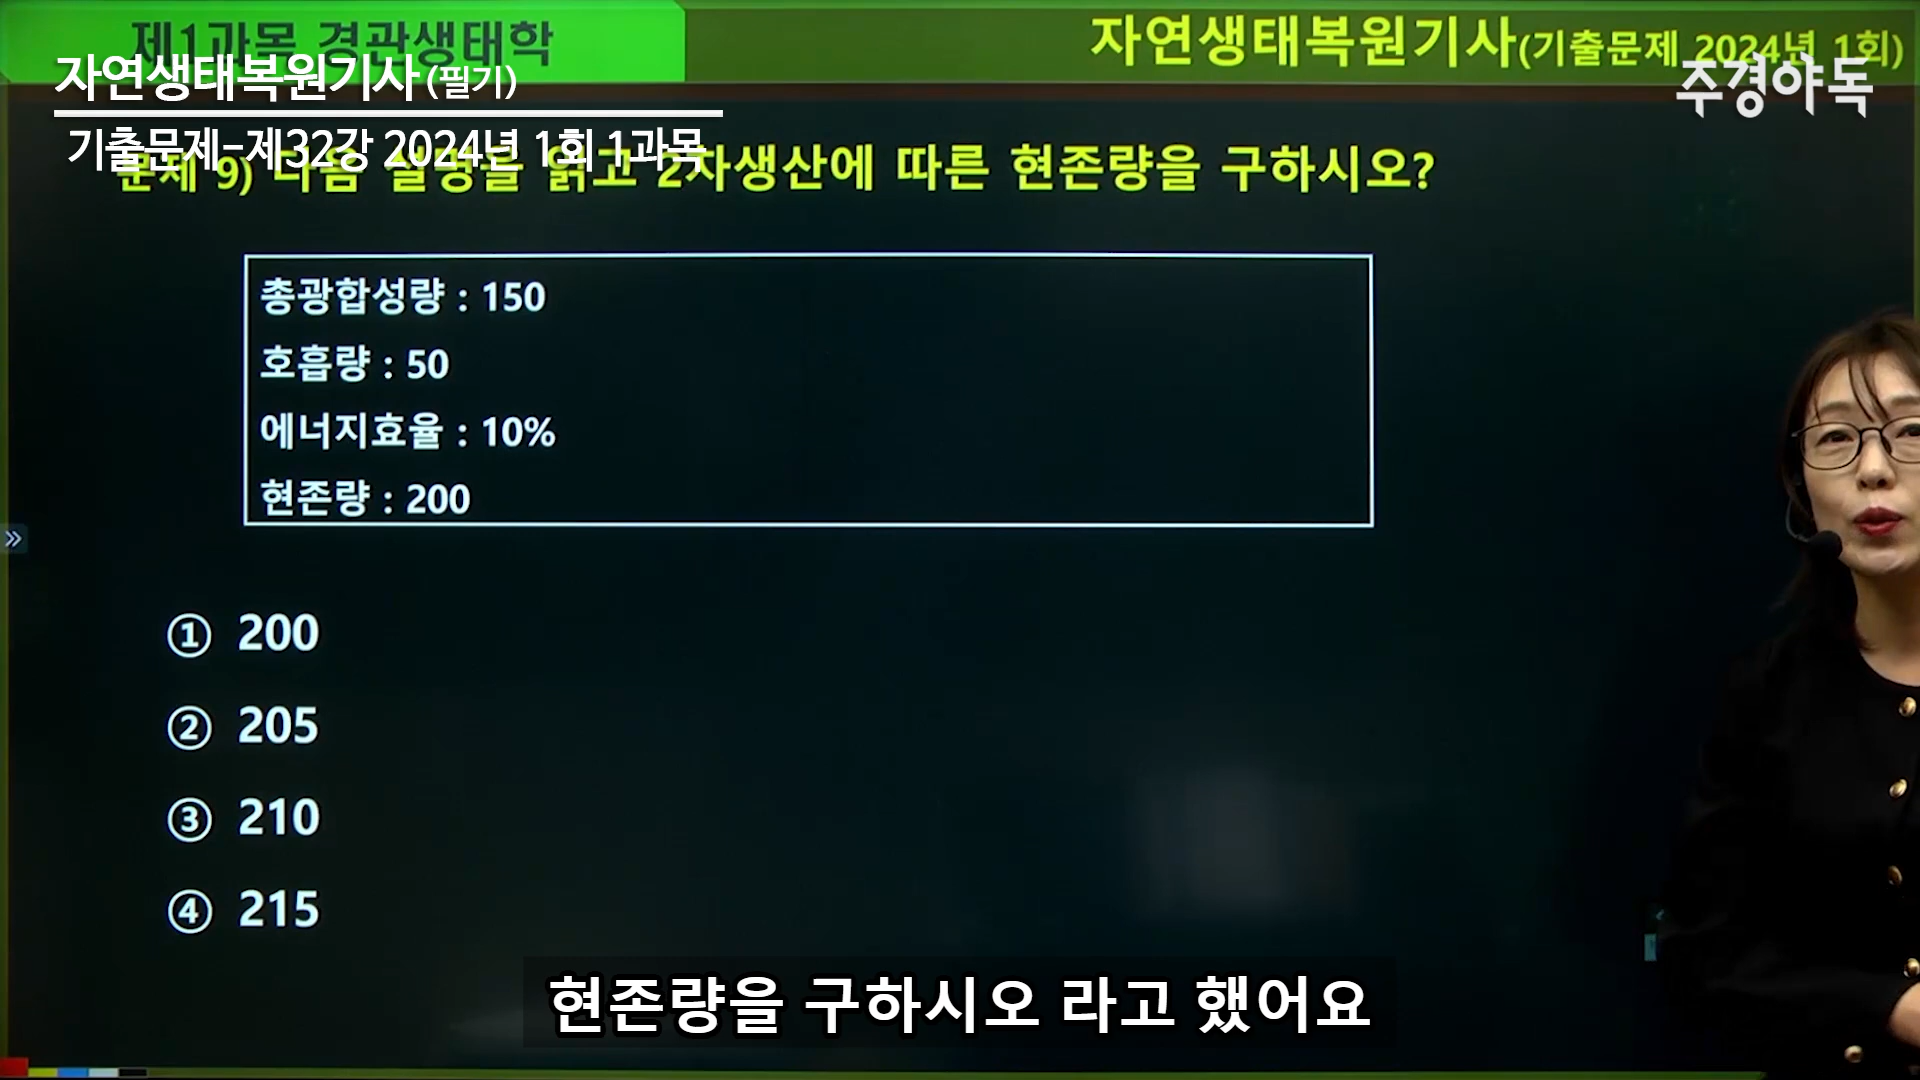 제1과목 경관생태학
자연생태복원기사(기출문제 2024년 1회)
자연생태복원기사(필기)
주경야독
기출문제-제32강 2024년 1회 1과목
문제 9) 다음 설명을 읽고 2차생산에 따른 현존량을 구하시오?
총광합성량 : 150
호흡량 : 50
에너지효율 : 10%
현존량 : 200
① 200
② 205
③ 210
④ 215
현존량을 구하시오 라고 했어요